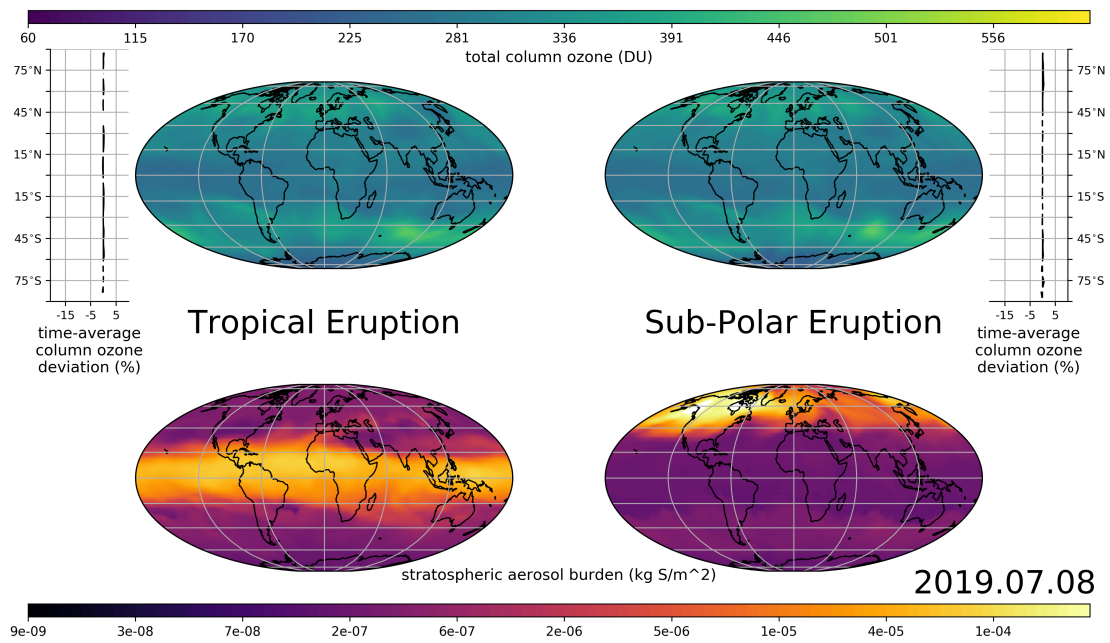 60 115 170 225 281 336 391 446 501 556
total column ozone (DU)
75°N 75°N
45°N 45°N
15°N 15°N
15°S 15°S
45°S 45°S
75°S 75°S
-15 -5 5 -15 -5 5
time-average
column ozone
deviation (%)
Tropical Eruption
Sub-Polar Eruption
time-average
column ozone
deviation (%)
stratospheric aerosol burden (kg S/m^2)
2019.07.08
9e-09 3e-08 7e-08 2e-07 6e-07 2e-06 5e-06 1e-05 4e-05 1e-04